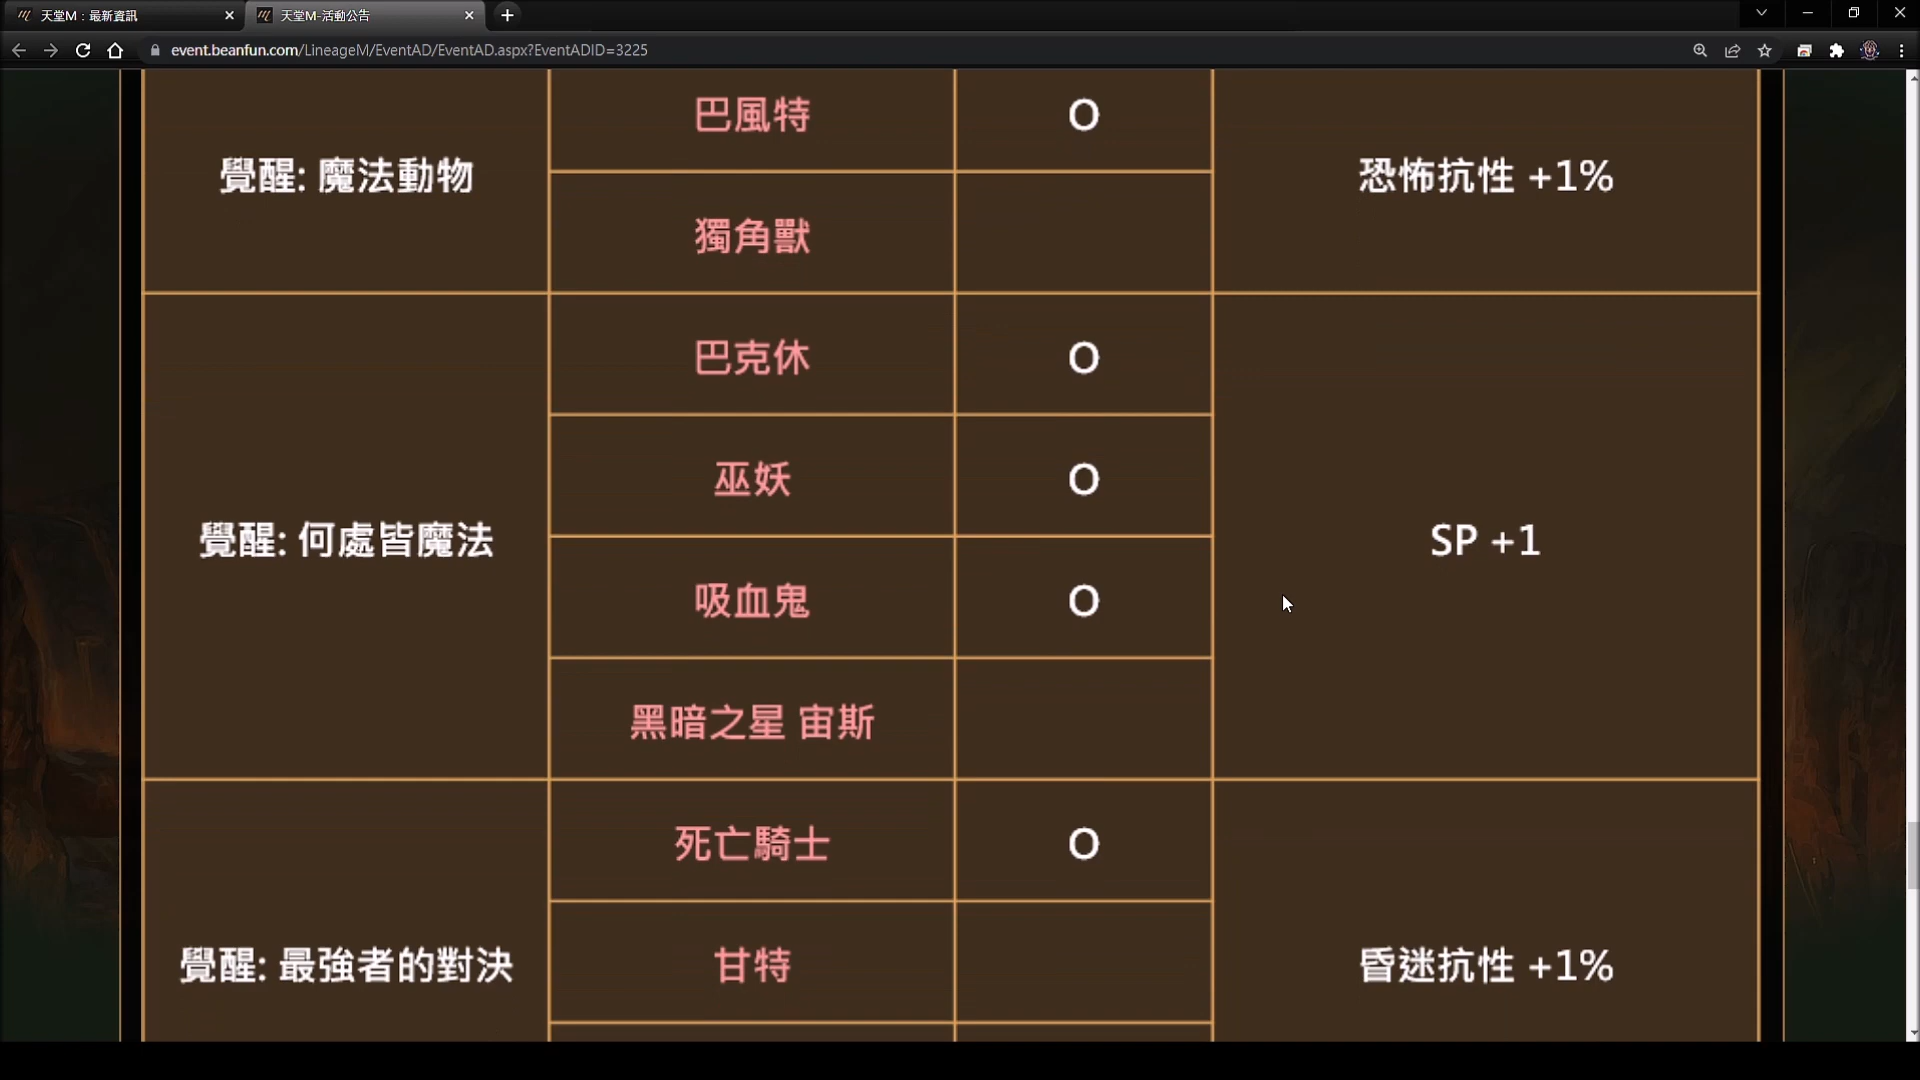 天堂M：最新資訊
天堂M-活動公告
event.beanfun.com/LineageM/EventAD/EventAD.aspx?EventADID=3225
巴風特
O
覺醒: 魔法動物
恐怖抗性 +1%
獨角獸
巴克休
O
巫妖
O
覺醒: 何處皆魔法
SP +1
吸血鬼
O
黑暗之星 宙斯
死亡騎士
O
覺醒: 最強者的對決
甘特
昏迷抗性 +1%